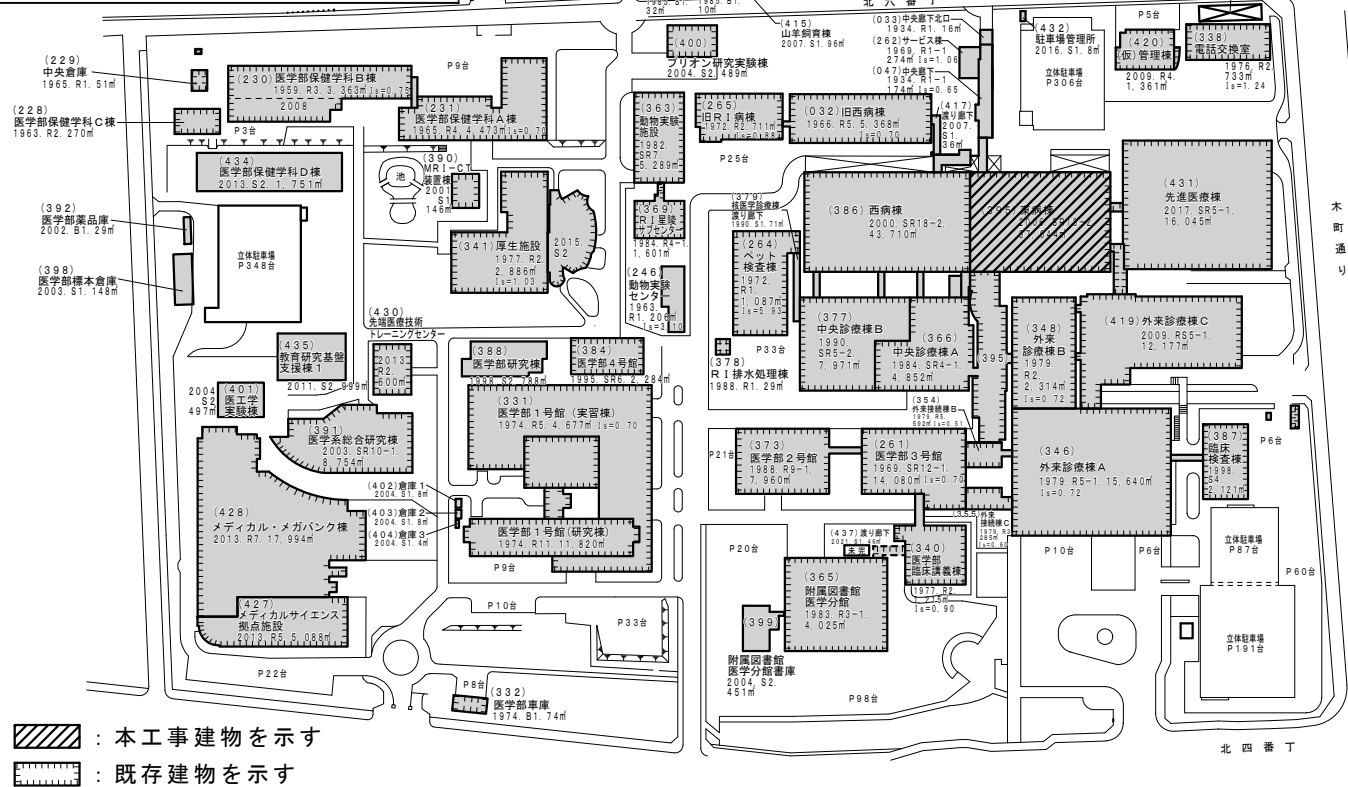 北六番丁
(415)
山羊飼育棟
2007. S1. 96㎡
(400)
プリオン研究実験棟
2004. S2. 489㎡
(033)中央廊下北口
1934. R1. 16㎡
(262)サービス棟
1969. R1-1
274㎡ Is=1.06
(047)中央廊下
1934. R1-1
174㎡ Is=0.65
(417)
渡り廊下
2007.
S1.
36㎡
(432)
駐車場管理所
2016. S1. 8㎡
立体駐車場
P306台
P5台
(420)
(仮)管理棟
2009. R4.
1,361㎡
(338)
電話交換室
1976. R2.
733㎡
Is=1.24
(229)
中央倉庫
1965. R1. 51㎡
(228)
医学部保健学科C棟
1963. R2. 270㎡
(230)医学部保健学科B棟
1959. R3. 3,363㎡ Is=0.75
2008
P9台
P3台
(231)
医学部保健学科A棟
1965. R4. 4,473㎡ Is=0.70
(434)
医学部保健学科D棟
2013. S2. 1,751㎡
(390)
MRI-CT
装置棟
2001
S1
146㎡
池
(363)
動物実験
施設
1982.
SR7.
5,289㎡
(265)
旧RI病棟
1972. R2. 711㎡
(032)旧西病棟
1966. R5. 5,368㎡
Is=0.70
P25台
(369)
RI星陵
サブセンター
1984. R4-1.
1,601㎡
(246)
動物実験
センター
1963.
R1. 206㎡
(379)
核医学診療棟
渡り廊下
1990. S1. 71㎡
(264)
ペット
検査棟
1972.
R1.
1,087㎡
Is=5.93
(386) 西病棟
2000. SR18-2
43,710㎡
(395)東病棟
(431)
先進医療棟
2017. SR5-1.
16,045㎡
木町通り
(392)
医学部薬品庫
2002. B1. 29㎡
(398)
医学部標本倉庫
2003. S1. 148㎡
立体駐車場
P348台
(341)厚生施設
1977. R2.
2,886㎡
Is=1.03
2015.
S2
(430)
先端医療技術
トレーニングセンター
2013
R2.
600㎡
(435)
教育研究基盤
支援棟1
2011. S2. 999㎡
(401)
医工学
実験棟
2004
S2
497㎡
(388)
医学部研究棟
1998. S2. 788㎡
(384)
医学部4号館
1995. SR6. 2,284㎡
P33台
(378)
RI排水処理棟
1988. R1. 29㎡
(377)
中央診療棟B
1990.
SR5-2.
7,971㎡
(366)
中央診療棟A
1984. SR4-1.
4,852㎡
(395)
(348)
外来
診療棟B
1979.
R2.
2,314㎡
Is=0.72
(419)外来診療棟C
2009. RS5-1.
12,177㎡
(354)
外来接続棟B
1979. R5.
592㎡ Is=0.51
(391)
医学系総合研究棟
2003. SR10-1.
8,754㎡
(331)
医学部1号館(実習棟)
1974. R5. 4,677㎡ Is=0.70
(402)倉庫1
2004. S1. 8㎡
(403)倉庫2
2004. S1. 8㎡
(404)倉庫3
2004. S1. 4㎡
医学部1号館(研究棟)
1974. R11. 11,820㎡
P9台
P21台
(373)
医学部2号館
1988. R9-1.
7,960㎡
(261)
医学部3号館
1969. SR12-1.
14,080㎡ Is=0.70
(346)
外来診療棟A
1979. R5-1. 15,640㎡
Is=0.72
(387)
臨床
検査棟
1998.
S4.
2,121㎡
P6台
(428)
メディカル・メガバンク棟
2013. R7. 17,994㎡
(427)
メディカルサイエンス
拠点施設
2013. R5. 5,088㎡
P20台
(437)渡り廊下
2021. S1. 46㎡
未完
(355)外来
接続棟C
285㎡
(340)
医学部
臨床講義棟
1977. R2.
Is=0.90
(365)
附属図書館
医学分館
1983. R3-1.
4,025㎡
(399)
附属図書館
医学分館書庫
2004. S2.
451㎡
P10台
P6台
立体駐車場
P87台
P60台
立体駐車場
P191台
P10台
P33台
P22台
P8台
(332)
医学部車庫
1974. B1. 74㎡
P98台
北四番丁
:本工事建物を示す
:既存建物を示す